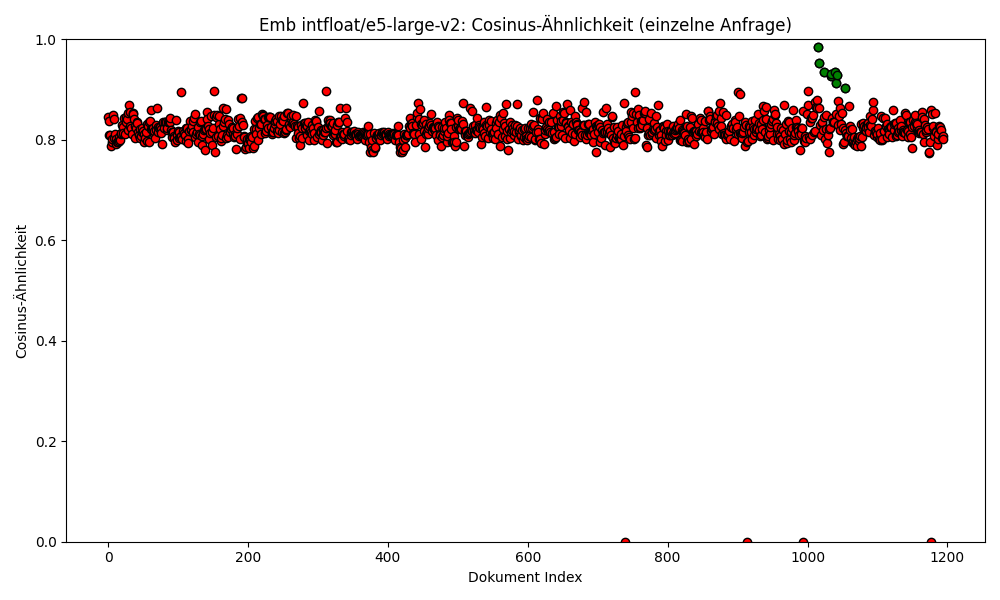 Emb intfloat/e5-large-v2: Cosinus-Ähnlichkeit (einzelne Anfrage)
1.0
0.8
0.6
0.4
0.2
0.0
Cosinus-Ähnlichkeit
0 200 400 600 800 1000 1200
Dokument Index